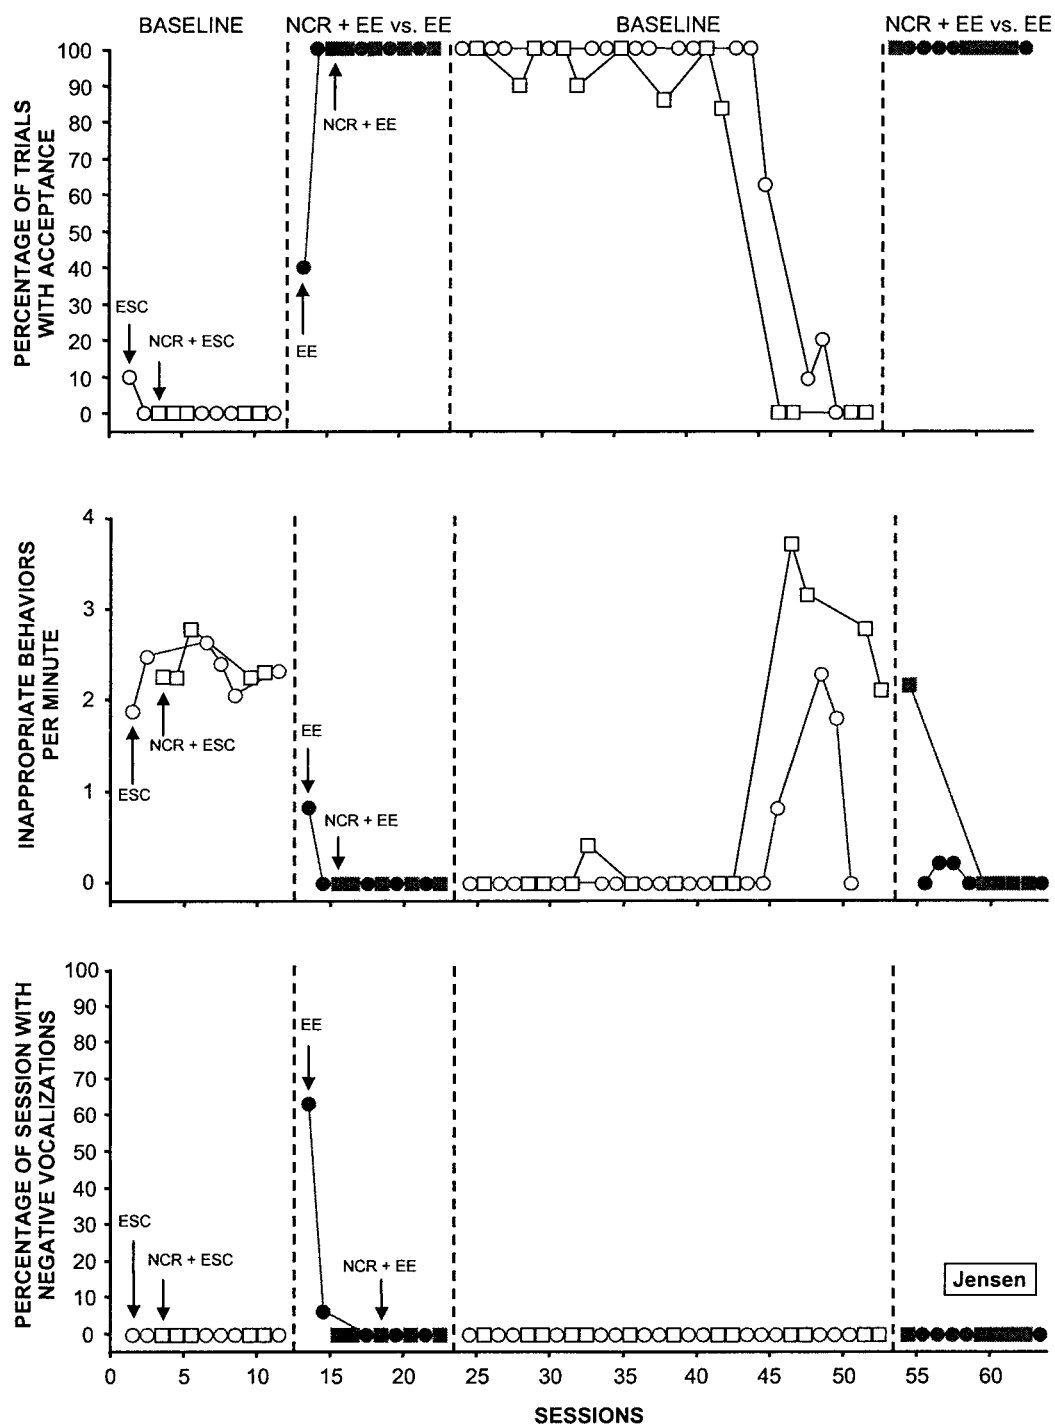 BASELINE NCR + EE vs. EE BASELINE NCR + EE vs. EE
PERCENTAGE OF TRIALS
WITH ACCEPTANCE
100
90
80
70
60
50
40
30
20
10
0
ESC
NCR + ESC
EE
NCR + EE
INAPPROPRIATE BEHAVIORS
PER MINUTE
4
3
2
1
0
ESC
NCR + ESC
EE
NCR + EE
PERCENTAGE OF SESSION WITH
NEGATIVE VOCALIZATIONS
100
90
80
70
60
50
40
30
20
10
0
ESC
NCR + ESC
EE
NCR + EE
Jensen
0 5 10 15 20 25 30 35 40 45 50 55 60
SESSIONS